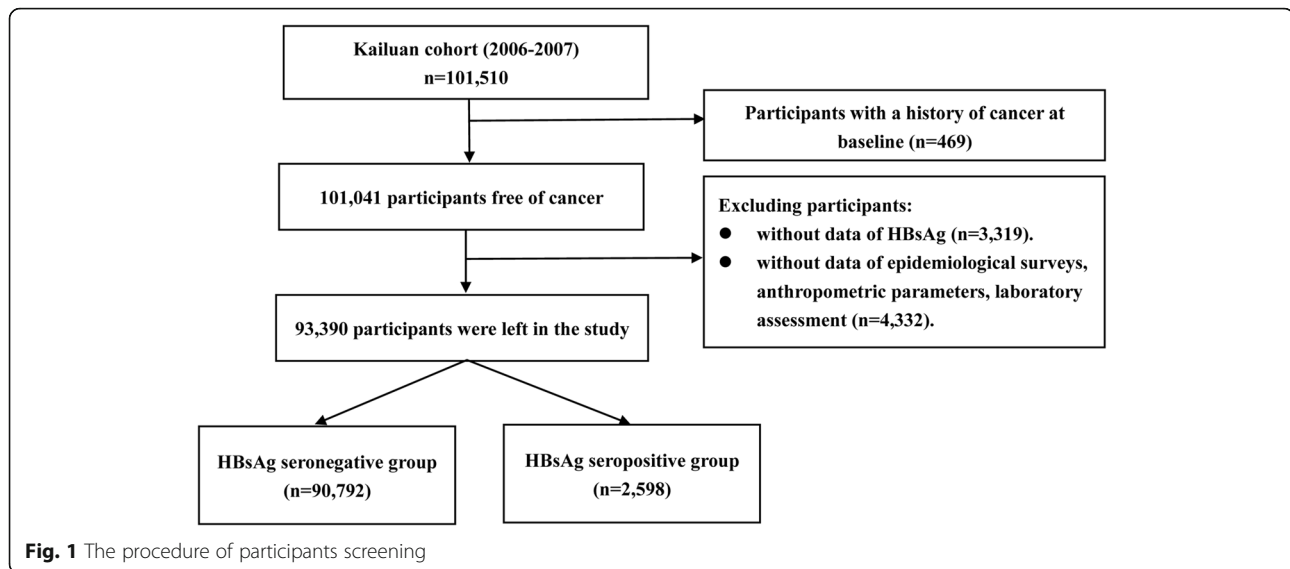 Kailuan cohort (2006-2007)
n=101,510
Participants with a history of cancer at
baseline (n=469)
101,041 participants free of cancer
Excluding participants:
● without data of HBsAg (n=3,319).
● without data of epidemiological surveys,
anthropometric parameters, laboratory
assessment (n=4,332).
93,390 participants were left in the study
HBsAg seronegative group
(n=90,792)
HBsAg seropositive group
(n=2,598)
Fig. 1 The procedure of participants screening